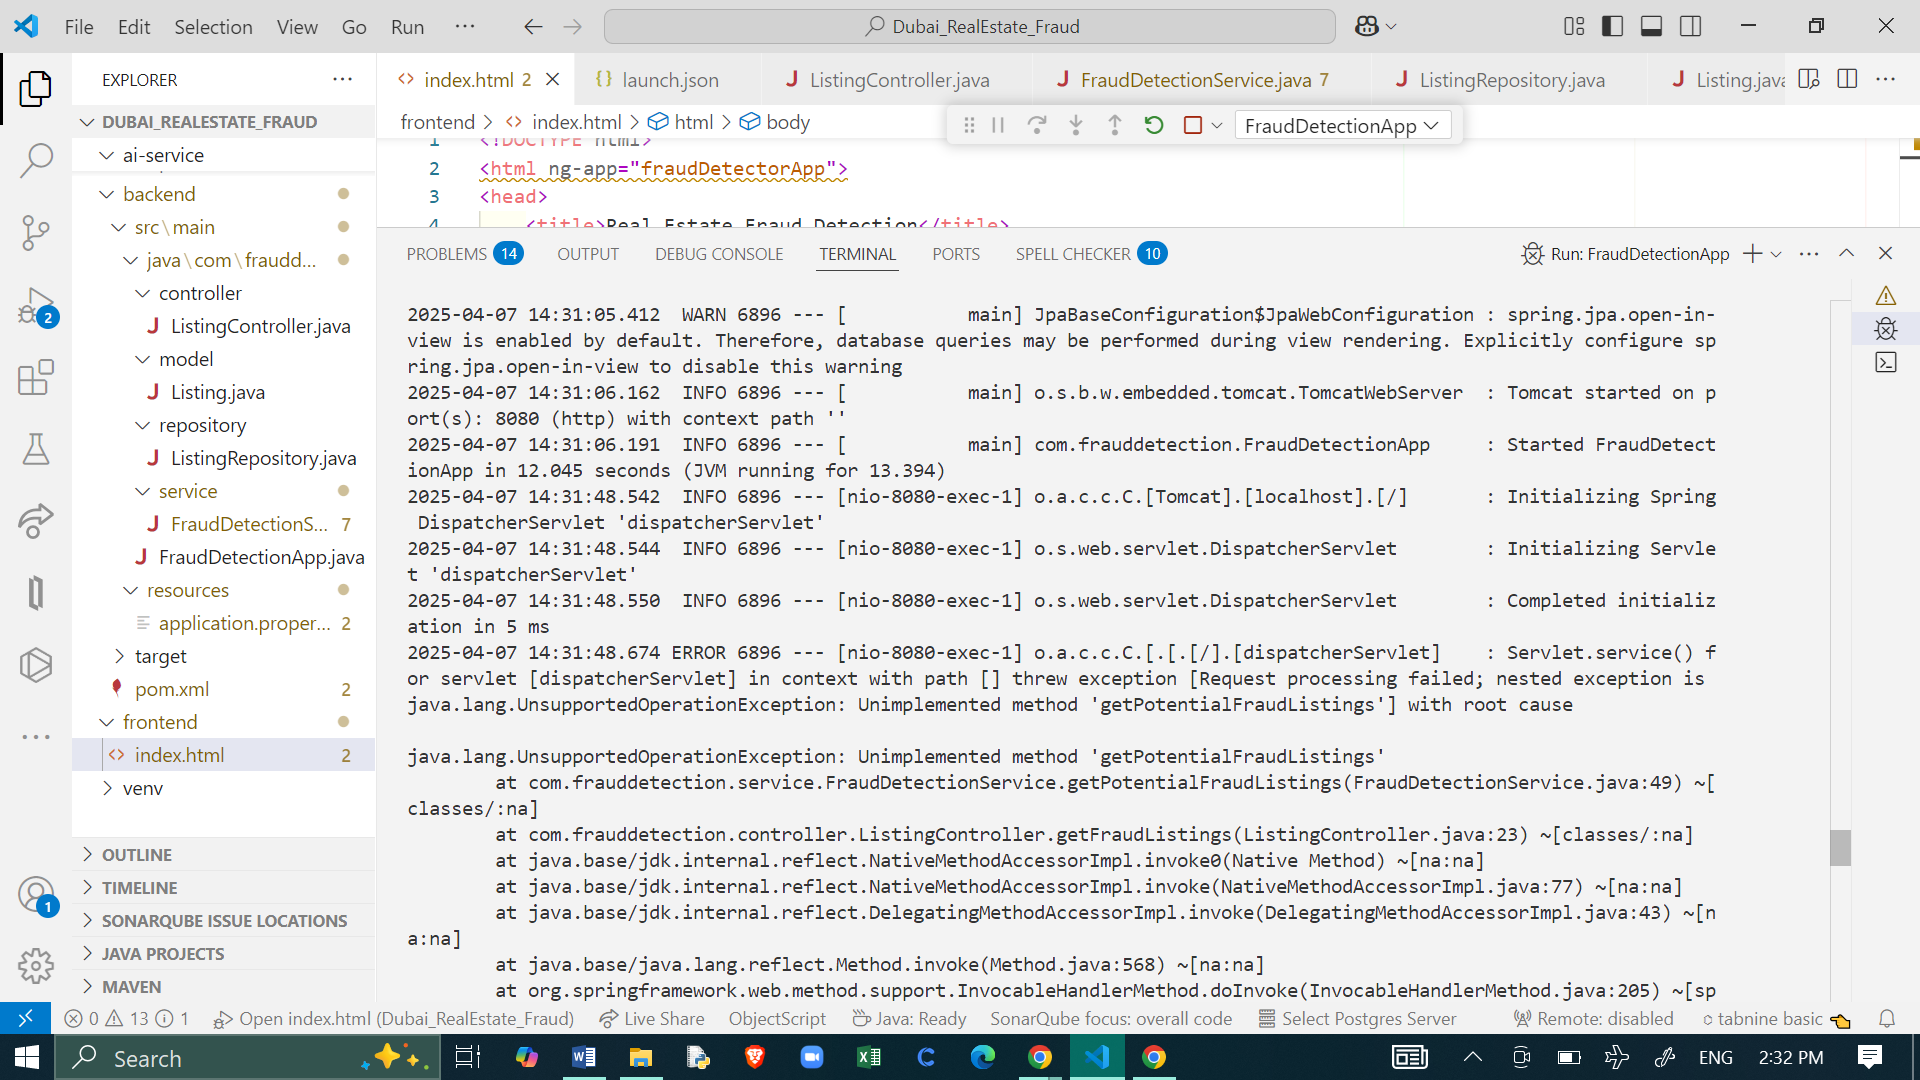 File Edit Selection View Go Run ··· Dubai_RealEstate_Fraud
EXPLORER ···
DUBAI_REALESTATE_FRAUD
ai-service
backend
src\main
java\com\fraudd...
controller
J ListingController.java
model
J Listing.java
repository
J ListingRepository.java
service
J FraudDetectionS... 7
J FraudDetectionApp.java
resources
application.proper... 2
target
pom.xml 2
frontend
<> index.html 2
venv
OUTLINE
TIMELINE
SONARQUBE ISSUE LOCATIONS
JAVA PROJECTS
MAVEN
2
1
<> index.html 2 {} launch.json J ListingController.java J FraudDetectionService.java 7 J ListingRepository.java J Listing.java
frontend > <> index.html > html > body
FraudDetectionApp
1 <!DOCTYPE html>
2 <html ng-app="fraudDetectorApp">
3 <head>
4 <title>Real Estate Fraud Detection</title>
PROBLEMS 14 OUTPUT DEBUG CONSOLE TERMINAL PORTS SPELL CHECKER 10 Run: FraudDetectionApp
2025-04-07 14:31:05.412  WARN 6896 --- [           main] JpaBaseConfiguration$JpaWebConfiguration : spring.jpa.open-in-
view is enabled by default. Therefore, database queries may be performed during view rendering. Explicitly configure sp
ring.jpa.open-in-view to disable this warning
2025-04-07 14:31:06.162  INFO 6896 --- [           main] o.s.b.w.embedded.tomcat.TomcatWebServer  : Tomcat started on p
ort(s): 8080 (http) with context path ''
2025-04-07 14:31:06.191  INFO 6896 --- [           main] com.frauddetection.FraudDetectionApp     : Started FraudDetect
ionApp in 12.045 seconds (JVM running for 13.394)
2025-04-07 14:31:48.542  INFO 6896 --- [nio-8080-exec-1] o.a.c.c.C.[Tomcat].[localhost].[/]       : Initializing Spring
DispatcherServlet 'dispatcherServlet'
2025-04-07 14:31:48.544  INFO 6896 --- [nio-8080-exec-1] o.s.web.servlet.DispatcherServlet        : Initializing Servle
t 'dispatcherServlet'
2025-04-07 14:31:48.550  INFO 6896 --- [nio-8080-exec-1] o.s.web.servlet.DispatcherServlet        : Completed initializ
ation in 5 ms
2025-04-07 14:31:48.674 ERROR 6896 --- [nio-8080-exec-1] o.a.c.c.C.[.[.[/].[dispatcherServlet]    : Servlet.service() f
or servlet [dispatcherServlet] in context with path [] threw exception [Request processing failed; nested exception is
java.lang.UnsupportedOperationException: Unimplemented method 'getPotentialFraudListings'] with root cause
java.lang.UnsupportedOperationException: Unimplemented method 'getPotentialFraudListings'
at com.frauddetection.service.FraudDetectionService.getPotentialFraudListings(FraudDetectionService.java:49) ~[
classes/:na]
at com.frauddetection.controller.ListingController.getFraudListings(ListingController.java:23) ~[classes/:na]
at java.base/jdk.internal.reflect.NativeMethodAccessorImpl.invoke0(Native Method) ~[na:na]
at java.base/jdk.internal.reflect.NativeMethodAccessorImpl.invoke(NativeMethodAccessorImpl.java:77) ~[na:na]
at java.base/jdk.internal.reflect.DelegatingMethodAccessorImpl.invoke(DelegatingMethodAccessorImpl.java:43) ~[n
a:na]
at java.base/java.lang.reflect.Method.invoke(Method.java:568) ~[na:na]
at org.springframework.web.method.support.InvocableHandlerMethod.doInvoke(InvocableHandlerMethod.java:205) ~[sp
0 13 1 Open index.html (Dubai_RealEstate_Fraud) Live Share ObjectScript Java: Ready SonarQube focus: overall code Select Postgres Server Remote: disabled tabnine basic
Search ENG 2:32 PM